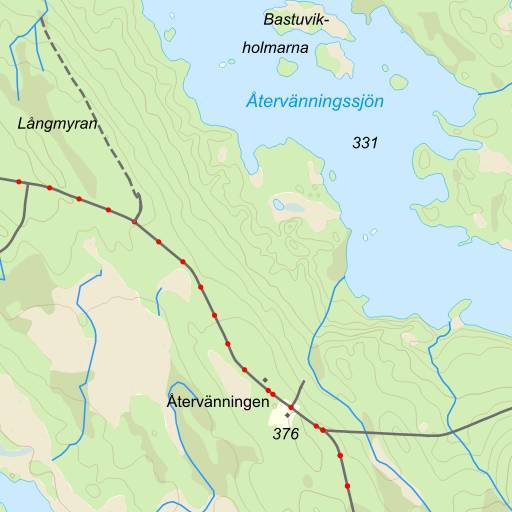 Bastuvik-
holmarna
Återvänningssjön
Långmyran
331
Återvänningen
376